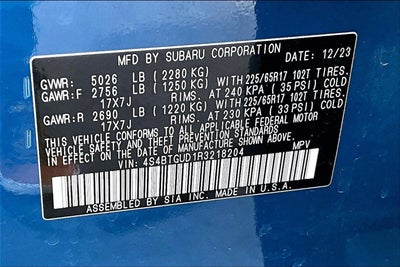 MFD BY SUBARU CORPORATION DATE: 12/23
GVWR: 5026 LB (2280 KG)
GAWR:F 2756 LB (1250 KG) WITH 225/65R17 102T TIRES.
17X7J RIMS. AT 240 KPA (35 PSI) COLD
GAWR:R 2690 LB (1220 KG) WITH 225/65R17 102T TIRES.
17X7J RIMS. AT 230 KPA (33 PSI) COLD
THIS VEHICLE CONFORMS TO ALL APPLICABLE FEDERAL MOTOR
VEHICLE SAFETY AND THEFT PREVENTION STANDARDS
IN EFFECT ON THE DATE OF MANUFACTURE SHOWN ABOVE.
VIN: 4S4BTGUD1R3218204 MPV
ASSEMBLED BY SIA INC. MADE IN U.S.A.